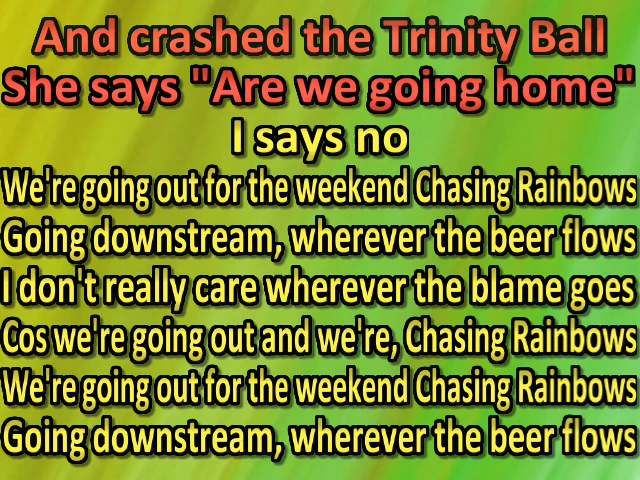 And crashed the Trinity Ball
She says "Are we going home"
I says no
We're going out for the weekend Chasing Rainbows
Going downstream, wherever the beer flows
I don't really care wherever the blame goes
Cos we're going out and we're, Chasing Rainbows
We're going out for the weekend Chasing Rainbows
Going downstream, wherever the beer flows